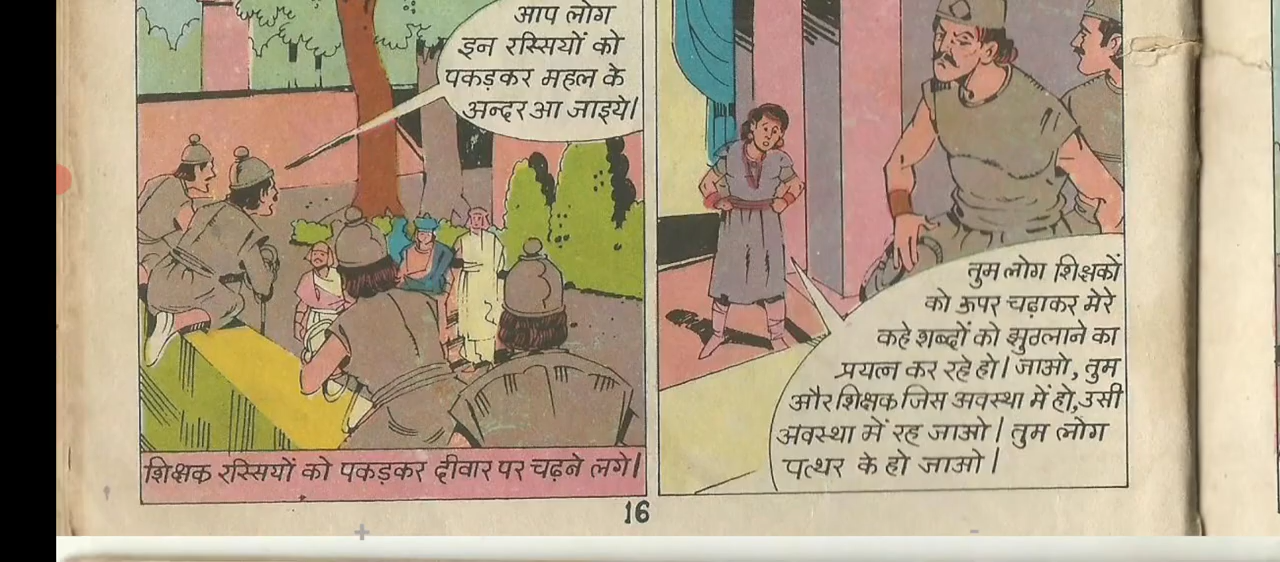 आप लोग
इन रस्सियों को
पकड़कर महल के
अन्दर आ जाइये।
शिक्षक रस्सियों को पकड़कर दीवार पर चढ़ने लगे।
तुम लोग शिक्षकों
को ऊपर चढ़ाकर मेरे
कहे शब्दों को झुठलाने का
प्रयत्न कर रहे हो। जाओ, तुम
और शिक्षक जिस अवस्था में हो, उसी
अवस्था में रह जाओ। तुम लोग
पत्थर के हो जाओ।
16